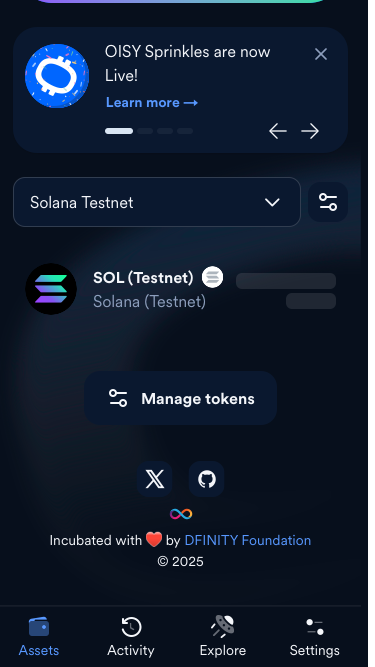 OISY Sprinkles are now
Live!
Learn more →
Solana Testnet
SOL (Testnet)
Solana (Testnet)
Manage tokens
Incubated with ❤️ by DFINITY Foundation
© 2025
Assets
Activity
Explore
Settings